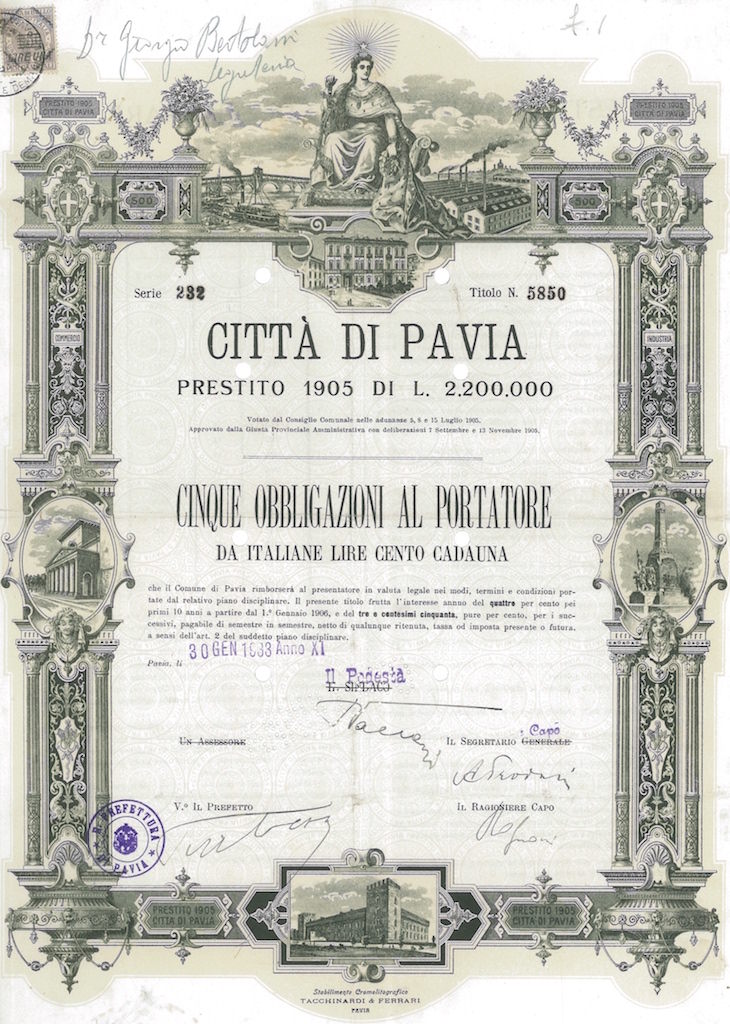 Dr Giorgio Bertolani
Segretario
PRESTITO 1905
CITTÀ DI PAVIA
PRESTITO 1905
CITTÀ DI PAVIA
500
500
Serie 232
Titolo N. 5850
CITTÀ DI PAVIA
PRESTITO 1905 DI L. 2.200.000
COMMERCIO
INDUSTRIA
Votato dal Consiglio Comunale nelle adunanze 5, 8 e 15 Luglio 1905.
Approvato dalla Giunta Provinciale Amministrativa con deliberazioni 7 Settembre e 13 Novembre 1905.
CINQUE OBBLIGAZIONI AL PORTATORE
DA ITALIANE LIRE CENTO CADAUNA
che il Comune di Pavia rimborserà al presentatore in valuta legale nei modi, termini e condizioni por-
tate dal relativo piano disciplinare. Il presente titolo frutta l'interesse annuo del quattro per cento pei
primi 10 anni a partire dal 1.º Gennaio 1906, e del tre e centesimi cinquanta, pure per cento, per i suc-
cessivi, pagabile di semestre in semestre, netto di qualunque ritenuta, tassa od imposta presente o futura.
a sensi dell'art. 2 del suddetto piano disciplinare.
Pavia, li 30 GEN 1933 Anno XI
Il Podestà
IL SINDACO
UN ASSESSORE
IL SEGRETARIO GENERALE
Capo
V.º IL PREFETTO
IL RAGIONIERE CAPO
R. PREFETTURA
PAVIA
PRESTITO 1905
CITTÀ DI PAVIA
PRESTITO 1905
CITTÀ DI PAVIA
Stabilimento Cromolitografico
TACCHINARDI & FERRARI
PAVIA